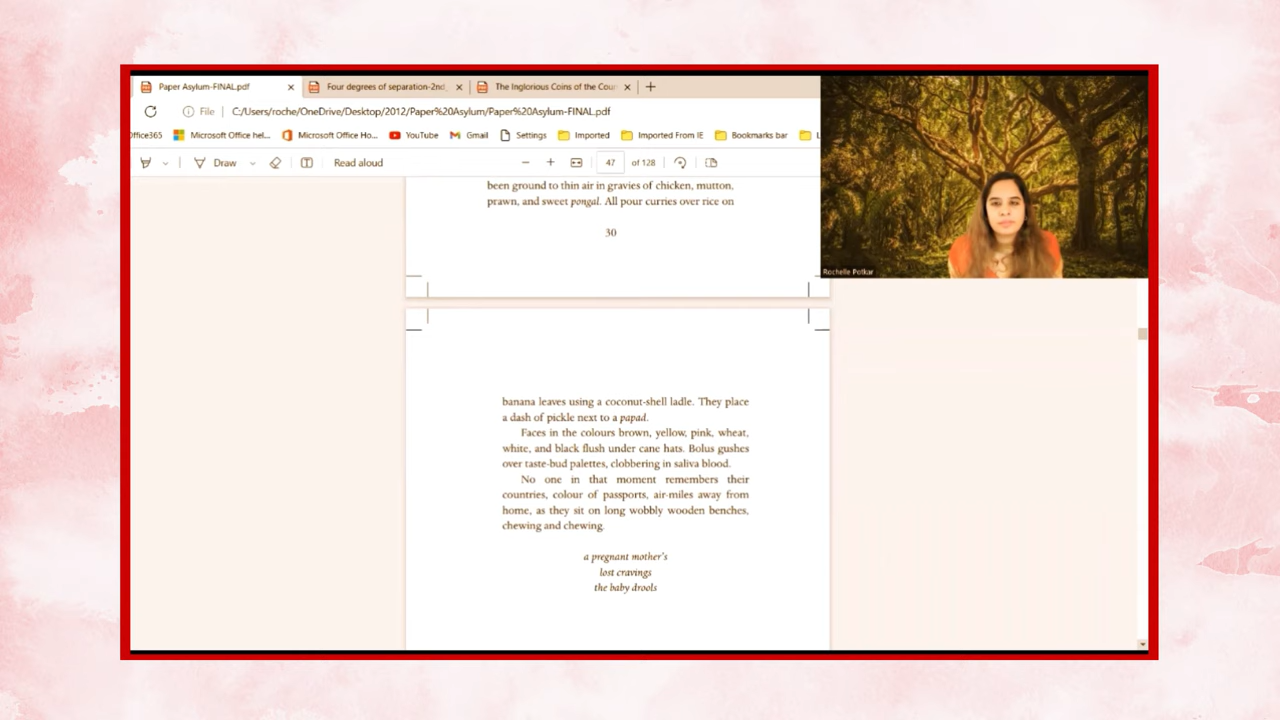 Paper Asylum-FINAL.pdf
Four degrees of separation-2nd
The Inglorious Coins of the Coun
File
C:/Users/roche/OneDrive/Desktop/2012/Paper%20Asylum/Paper%20Asylum-FINAL.pdf
Office365
Microsoft Office hel...
Microsoft Office Ho...
YouTube
Gmail
Settings
Imported
Imported From IE
Bookmarks bar
L
Draw
Read aloud
47
of 128
been ground to thin air in gravies of chicken, mutton,
prawn, and sweet pongal. All pour curries over rice on
30
Rochelle Potkar
banana leaves using a coconut-shell ladle. They place
a dash of pickle next to a papad.
Faces in the colours brown, yellow, pink, wheat,
white, and black flush under cane hats. Bolus gushes
over taste-bud palettes, clobbering in saliva blood.
No one in that moment remembers their
countries, colour of passports, air-miles away from
home, as they sit on long wobbly wooden benches,
chewing and chewing.
a pregnant mother's
lost cravings
the baby drools